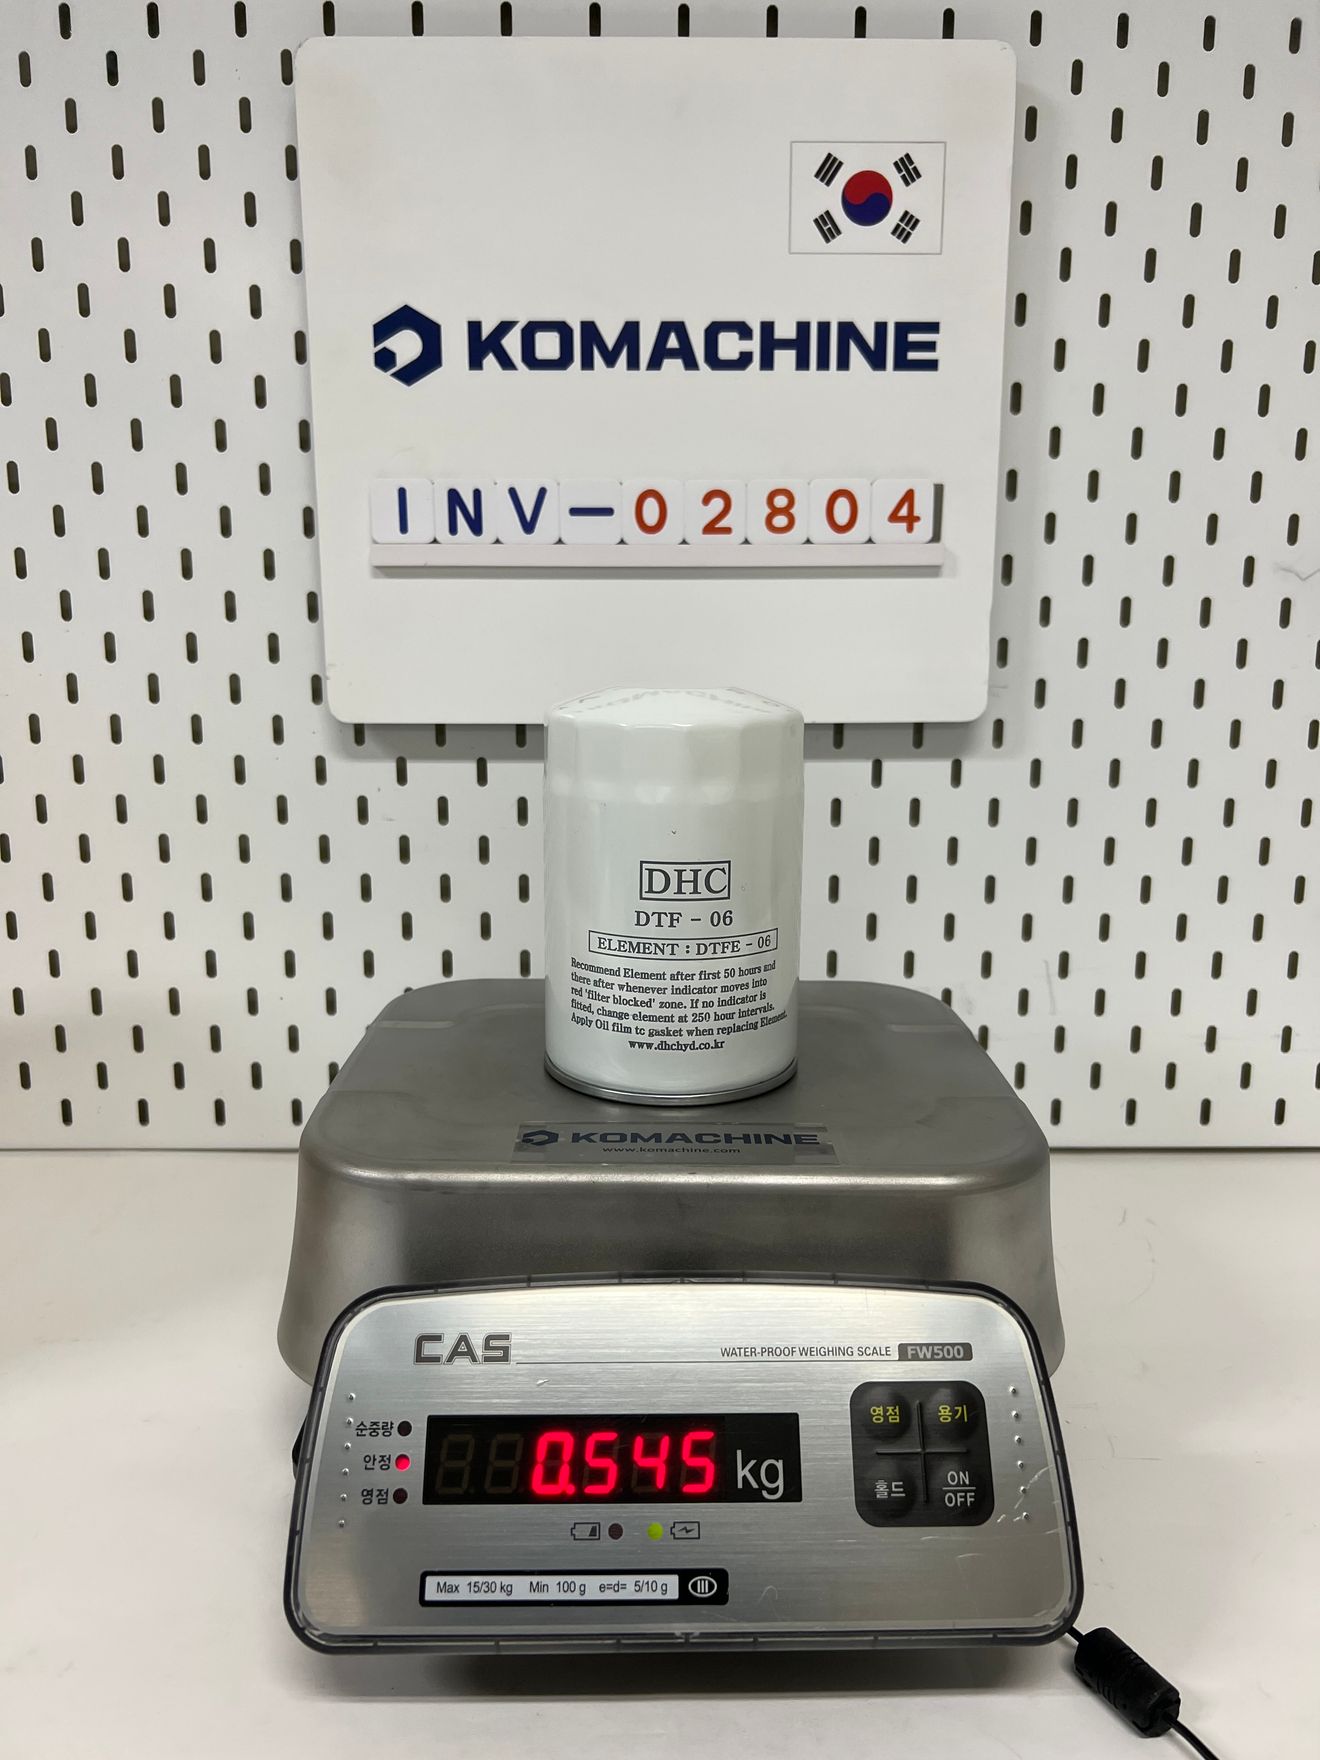 KOMACHINE
INV-02804
DHC
DTF - 06
ELEMENT : DTFE - 06
Recommend Element after first 50 hours and
there after whenever indicator moves into
red 'filter blocked' zone. If no indicator is
fitted, change element at 250 hour intervals.
Apply Oil film to gasket when replacing Element.
www.dhchyd.co.kr
KOMACHINE
www.komachine.com
CAS
WATER-PROOF WEIGHING SCALE FW500
순중량
안정
영점
0.545 kg
영점 용기
홀드 ON OFF
Max 15/30 kg Min 100 g e=d= 5/10 g III